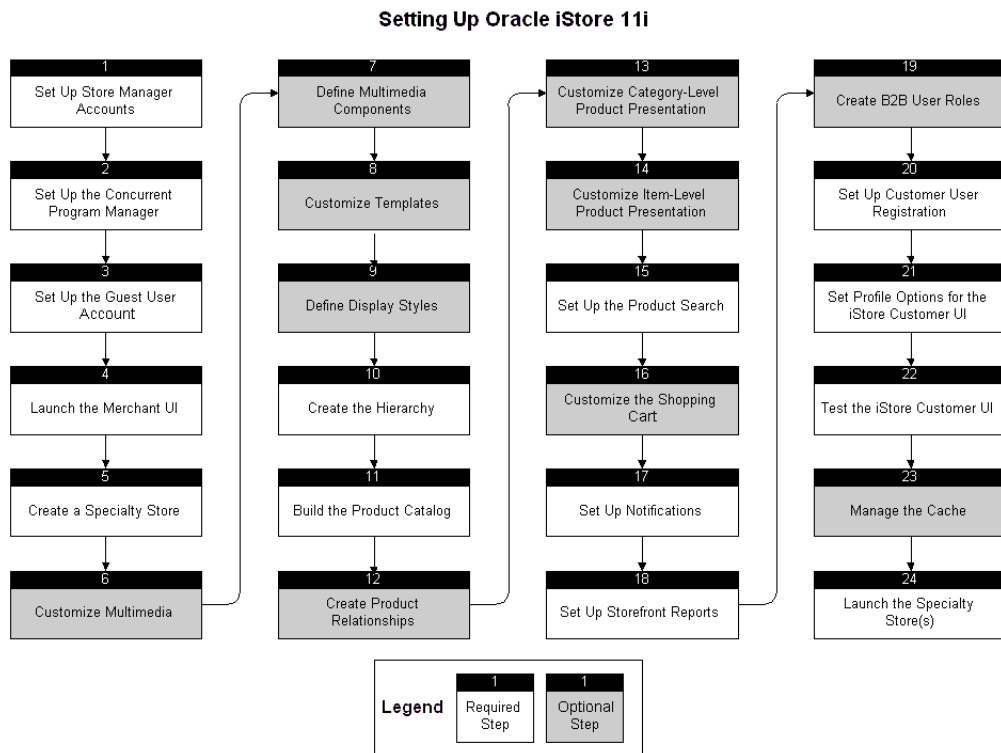 Setting Up Oracle iStore 11i
1
Set Up Store Manager
Accounts
2
Set Up the Concurrent
Program Manager
3
Set Up the Guest User
Account
4
Launch the Merchant UI
5
Create a Specialty Store
6
Customize Multimedia
7
Define Multimedia
Components
8
Customize Templates
9
Define Display Styles
10
Create the Hierarchy
11
Build the Product Catalog
12
Create Product
Relationships
13
Customize Category-Level
Product Presentation
14
Customize Item-Level
Product Presentation
15
Set Up the Product Search
16
Customize the Shopping
Cart
17
Set Up Notifications
18
Set Up Storefront Reports
19
Create B2B User Roles
20
Set Up Customer User
Registration
21
Set Profile Options for the
iStore Customer UI
22
Test the iStore Customer UI
23
Manage the Cache
24
Launch the Specialty
Store(s)
Legend
1
Required
Step
1
Optional
Step